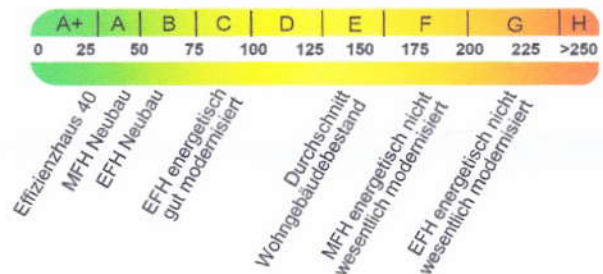 A+ A B C D E F G H
0 25 50 75 100 125 150 175 200 225 >250
Effizienzhaus 40
MFH Neubau
EFH Neubau
EFH energetisch
gut modernisiert
Durchschnitt
Wohngebäudebestand
MFH energetisch nicht
wesentlich modernisiert
EFH energetisch nicht
wesentlich modernisiert